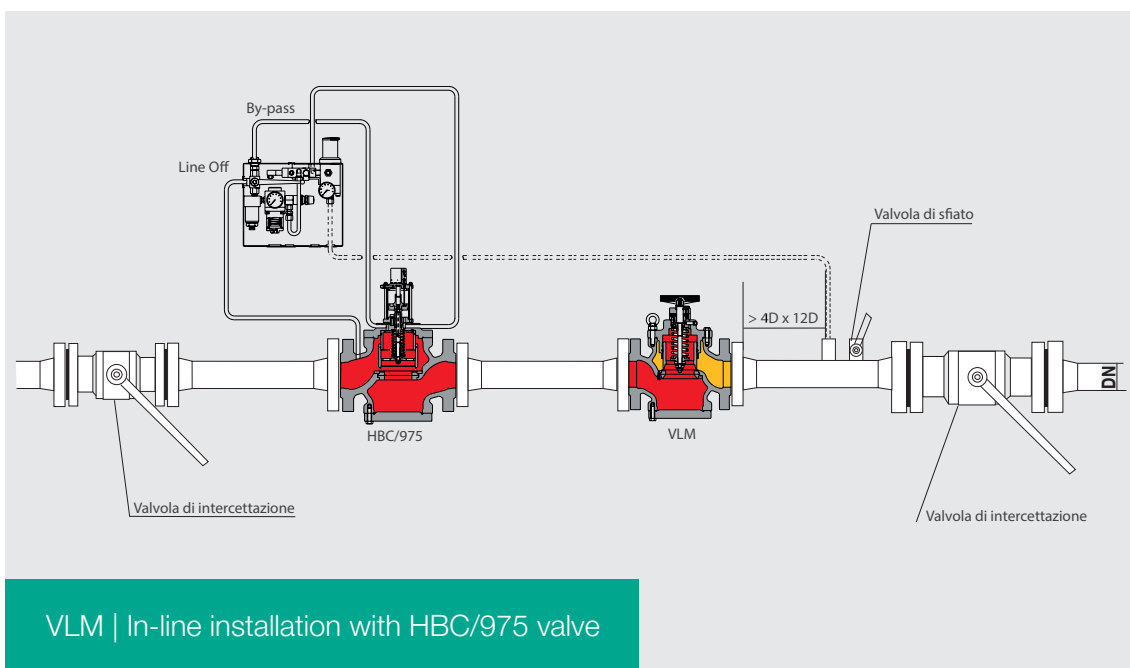 By-pass
Line Off
Valvola di sfiato
> 4D x 12D
DN
HBC/975
VLM
Valvola di intercettazione
Valvola di intercettazione
VLM | In-line installation with HBC/975 valve